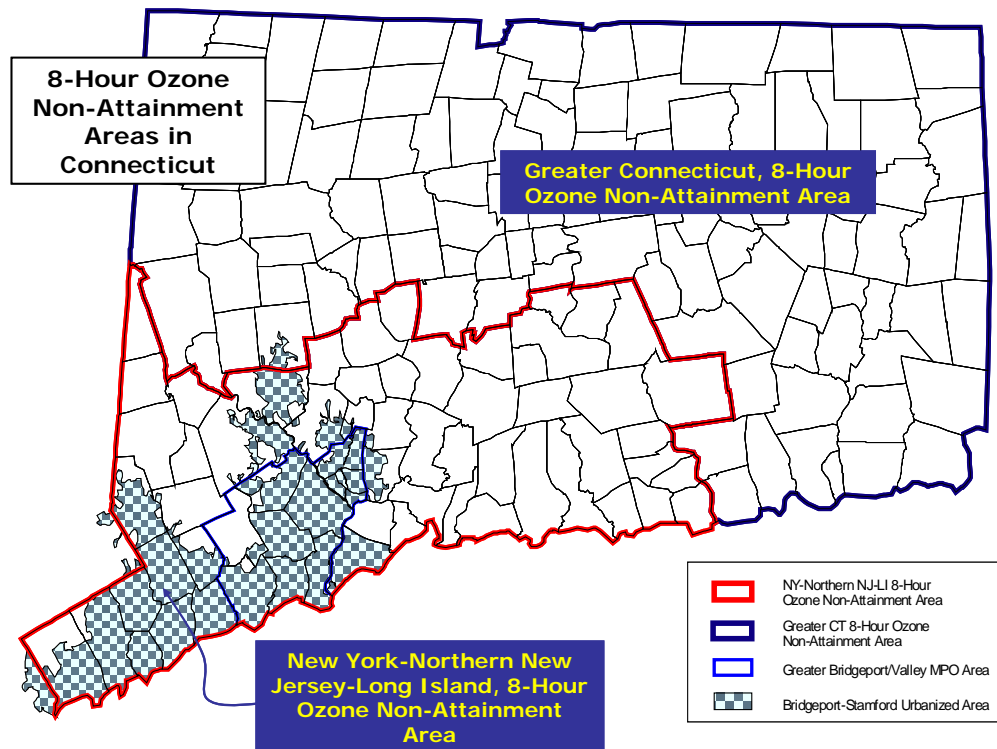 8-Hour Ozone
Non-Attainment
Areas in
Connecticut
Greater Connecticut, 8-Hour
Ozone Non-Attainment Area
New York-Northern New
Jersey-Long Island, 8-Hour
Ozone Non-Attainment
Area
NY-Northern NJ-LI 8-Hour
Ozone Non-Attainment Area
Greater CT 8-Hour Ozone
Non-Attainment Area
Greater Bridgeport/Valley MPO Area
Bridgeport-Stamford Urbanized Area